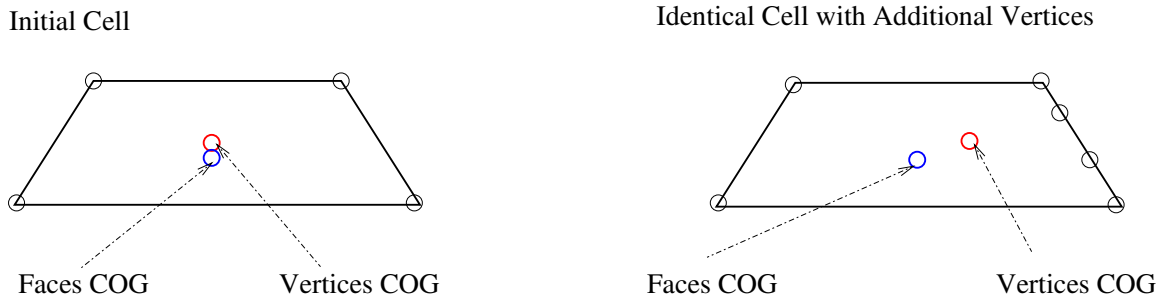 Initial Cell
Identical Cell with Additional Vertices
Faces COG
Vertices COG
Faces COG
Vertices COG